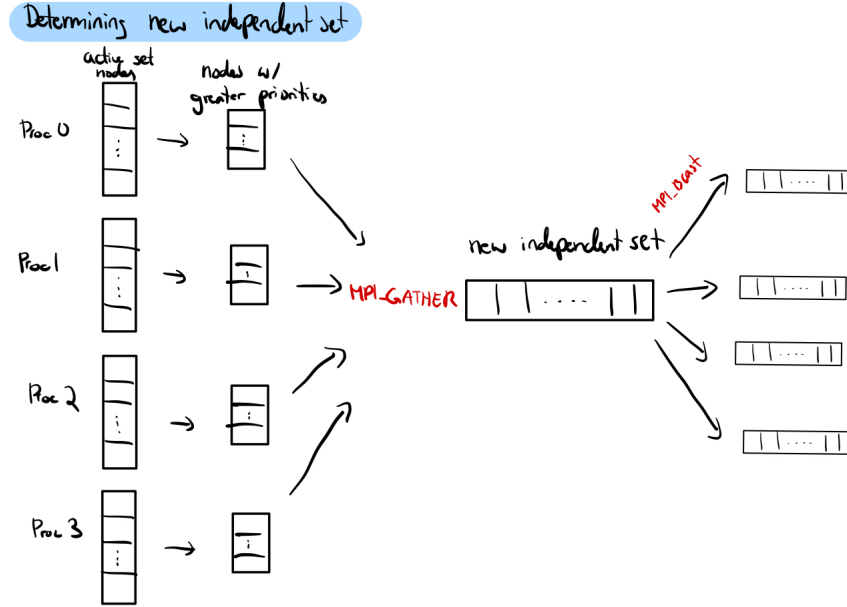 Determining new independent set
active set
nodes
nodes w/
greater priorities
Proc 0
Proc 1
Proc 2
Proc 3
MPI_GATHER
new independent set
MPI_Bcast